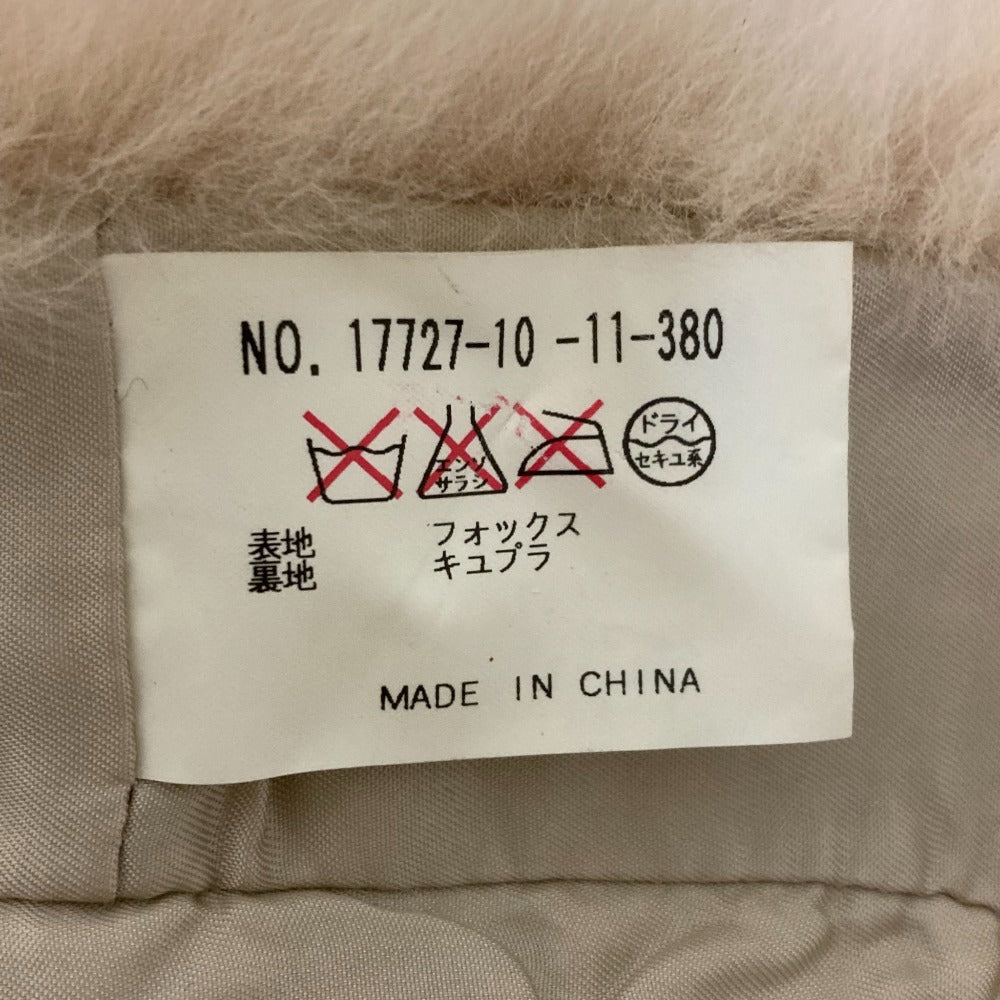 NO. 17727-10 -11-380
エンソ
サラシ
ドライ
セキユ系
表地 フォックス
裏地 キュプラ
MADE IN CHINA